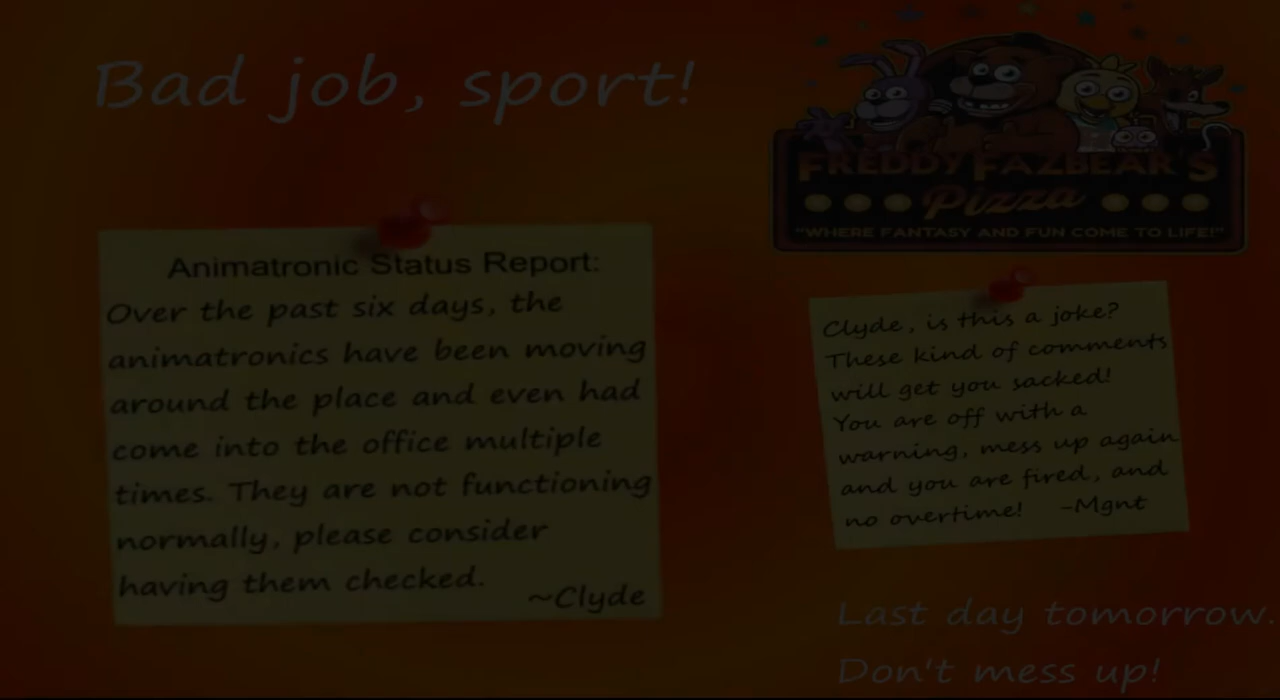 Bad job, sport!
FREDDY FAZBEAR'S
Pizza
"WHERE FANTASY AND FUN COME TO LIFE!"
Animatronic Status Report:
Over the past six days, the
animatronics have been moving
around the place and even had
come into the office multiple
times. They are not functioning
normally, please consider
having them checked.
~Clyde
Clyde, is this a joke?
These kind of comments
will get you sacked!
You are off with a
warning, mess up again
and you are fired, and
no overtime! -Mgnt
Last day tomorrow.
Don't mess up!